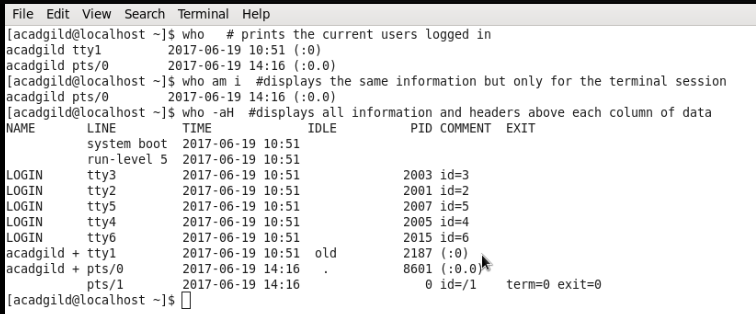 File Edit View Search Terminal Help
[acadgild@localhost ~]$ who   # prints the current users logged in
acadgild tty1         2017-06-19 10:51 (:0)
acadgild pts/0        2017-06-19 14:16 (:0.0)
[acadgild@localhost ~]$ who am i  #displays the same information but only for the terminal session
acadgild pts/0        2017-06-19 14:16 (:0.0)
[acadgild@localhost ~]$ who -aH  #displays all information and headers above each column of data
NAME       LINE         TIME             IDLE          PID COMMENT  EXIT
           system boot  2017-06-19 10:51
           run-level 5  2017-06-19 10:51
LOGIN      tty3         2017-06-19 10:51              2003 id=3
LOGIN      tty2         2017-06-19 10:51              2001 id=2
LOGIN      tty5         2017-06-19 10:51              2007 id=5
LOGIN      tty4         2017-06-19 10:51              2005 id=4
LOGIN      tty6         2017-06-19 10:51              2015 id=6
acadgild + tty1         2017-06-19 10:51  old         2187 (:0)
acadgild + pts/0        2017-06-19 14:16   .          8601 (:0.0)
           pts/1        2017-06-19 14:16                 0 id=/1    term=0 exit=0
[acadgild@localhost ~]$